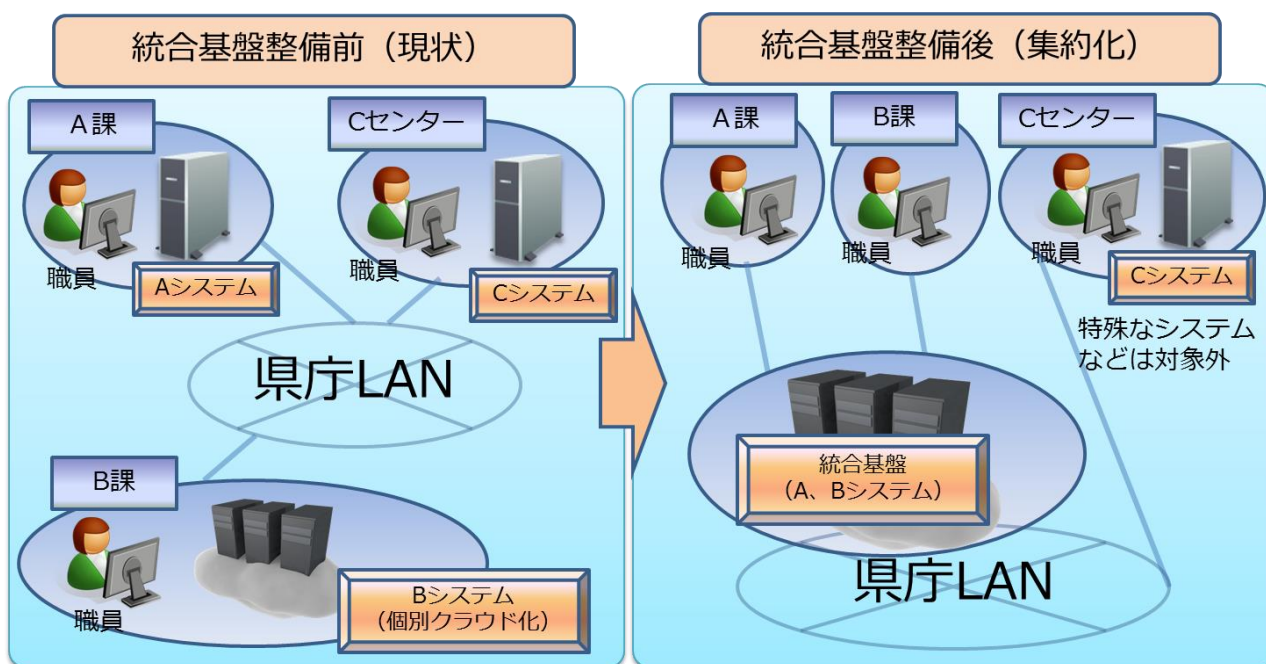 統合基盤整備前（現状）
A課
職員
Aシステム
Cセンター
職員
Cシステム
県庁LAN
B課
職員
Bシステム
（個別クラウド化）
統合基盤整備後（集約化）
A課
職員
B課
職員
Cセンター
職員
Cシステム
特殊なシステム
などは対象外
統合基盤
（A、Bシステム）
県庁LAN